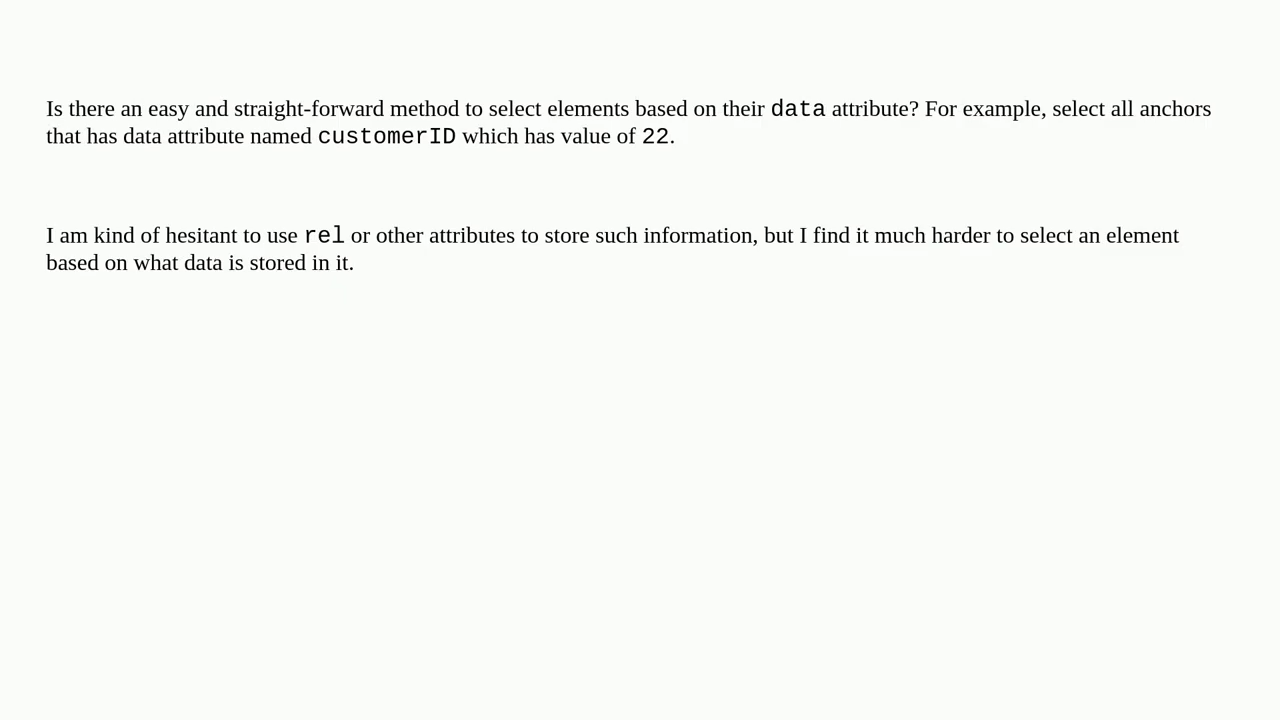 Is there an easy and straight-forward method to select elements based on their data attribute? For example, select all anchors
that has data attribute named customerID which has value of 22.
I am kind of hesitant to use rel or other attributes to store such information, but I find it much harder to select an element
based on what data is stored in it.